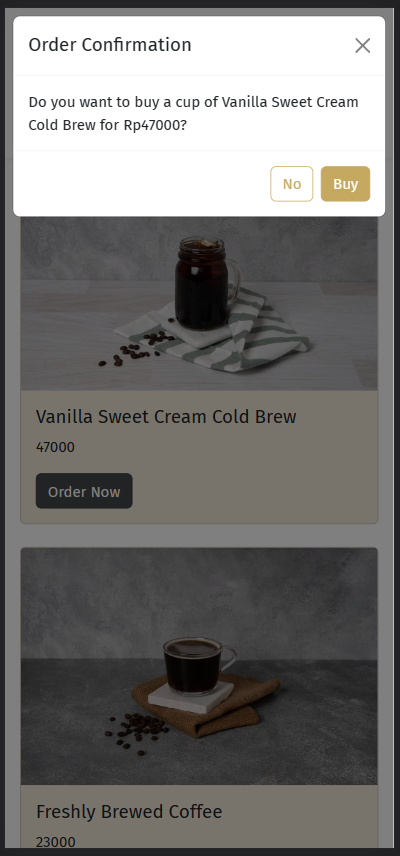 Order Confirmation
Do you want to buy a cup of Vanilla Sweet Cream
Cold Brew for Rp47000?
No
Buy
Vanilla Sweet Cream Cold Brew
47000
Order Now
Freshly Brewed Coffee
23000